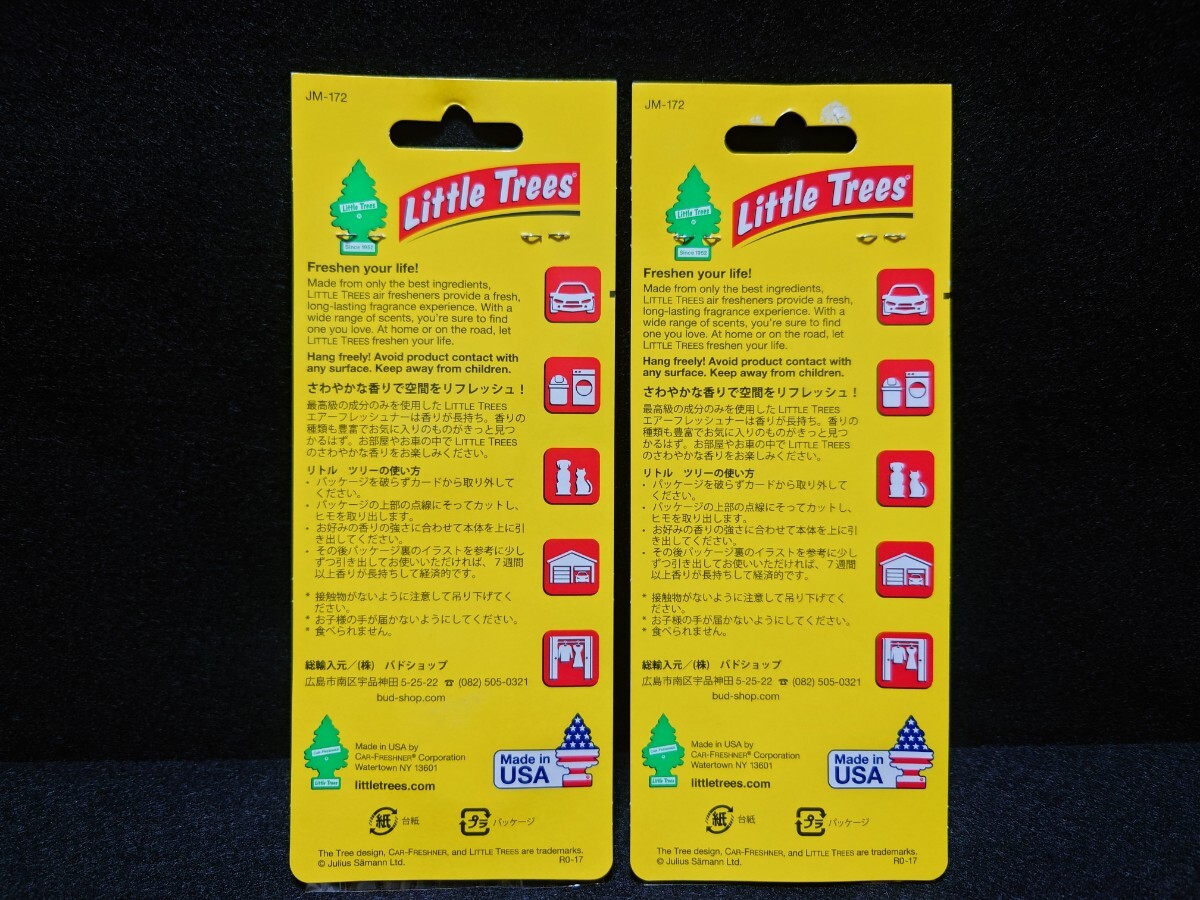 JM-172
Little Trees
Little Trees®
Since 1952
Freshen your life!
Made from only the best ingredients,
LITTLE TREES air fresheners provide a fresh,
long-lasting fragrance experience. With a
wide range of scents, you're sure to find
one you love. At home or on the road, let
LITTLE TREES freshen your life.
Hang freely! Avoid product contact with
any surface. Keep away from children.
さわやかな香りで空間をリフレッシュ!
最高級の成分のみを使用した LITTLE TREES
エアーフレッシュナーは香りが長持ち。香りの
種類も豊富でお気に入りのものがきっと見つ
かるはず。お部屋やお車の中で LITTLE TREES
のさわやかな香りをお楽しみください。
リトル ツリーの使い方
・ パッケージを破らずカードから取り外して
ください。
・ パッケージの上部の点線にそってカットし、
ヒモを取り出します。
・ お好みの香りの強さに合わせて本体を上に引
き出してください。
・ その後パッケージ裏のイラストを参考に少し
ずつ引き出してお使いいただければ、7週間
以上香りが長持ちして経済的です。
* 接触物がないように注意して吊り下げてく
ださい。
* お子様の手が届かないようにしてください。
* 食べられません。
総輸入元/(株) バドショップ
広島市南区宇品神田 5-25-22 ☎ (082) 505-0321
bud-shop.com
Car-Freshner
Little Trees
Made in USA by
CAR-FRESHNER® Corporation
Watertown NY 13601
littletrees.com
Made in
USA
紙 台紙
プラ パッケージ
The Tree design, CAR-FRESHNER, and LITTLE TREES are trademarks.
© Julius Sämann Ltd.
R0-17
JM-172
Little Trees
Little Trees®
Since 1952
Freshen your life!
Made from only the best ingredients,
LITTLE TREES air fresheners provide a fresh,
long-lasting fragrance experience. With a
wide range of scents, you're sure to find
one you love. At home or on the road, let
LITTLE TREES freshen your life.
Hang freely! Avoid product contact with
any surface. Keep away from children.
さわやかな香りで空間をリフレッシュ!
最高級の成分のみを使用した LITTLE TREES
エアーフレッシュナーは香りが長持ち。香りの
種類も豊富でお気に入りのものがきっと見つ
かるはず。お部屋やお車の中で LITTLE TREES
のさわやかな香りをお楽しみください。
リトル ツリーの使い方
・ パッケージを破らずカードから取り外して
ください。
・ パッケージの上部の点線にそってカットし、
ヒモを取り出します。
・ お好みの香りの強さに合わせて本体を上に引
き出してください。
・ その後パッケージ裏のイラストを参考に少し
ずつ引き出してお使いいただければ、7週間
以上香りが長持ちして経済的です。
* 接触物がないように注意して吊り下げてく
ださい。
* お子様の手が届かないようにしてください。
* 食べられません。
総輸入元/(株) バドショップ
広島市南区宇品神田 5-25-22 ☎ (082) 505-0321
bud-shop.com
Car-Freshner
Little Trees
Made in USA by
CAR-FRESHNER® Corporation
Watertown NY 13601
littletrees.com
Made in
USA
紙 台紙
プラ パッケージ
The Tree design, CAR-FRESHNER, and LITTLE TREES are trademarks.
© Julius Sämann Ltd.
R0-17